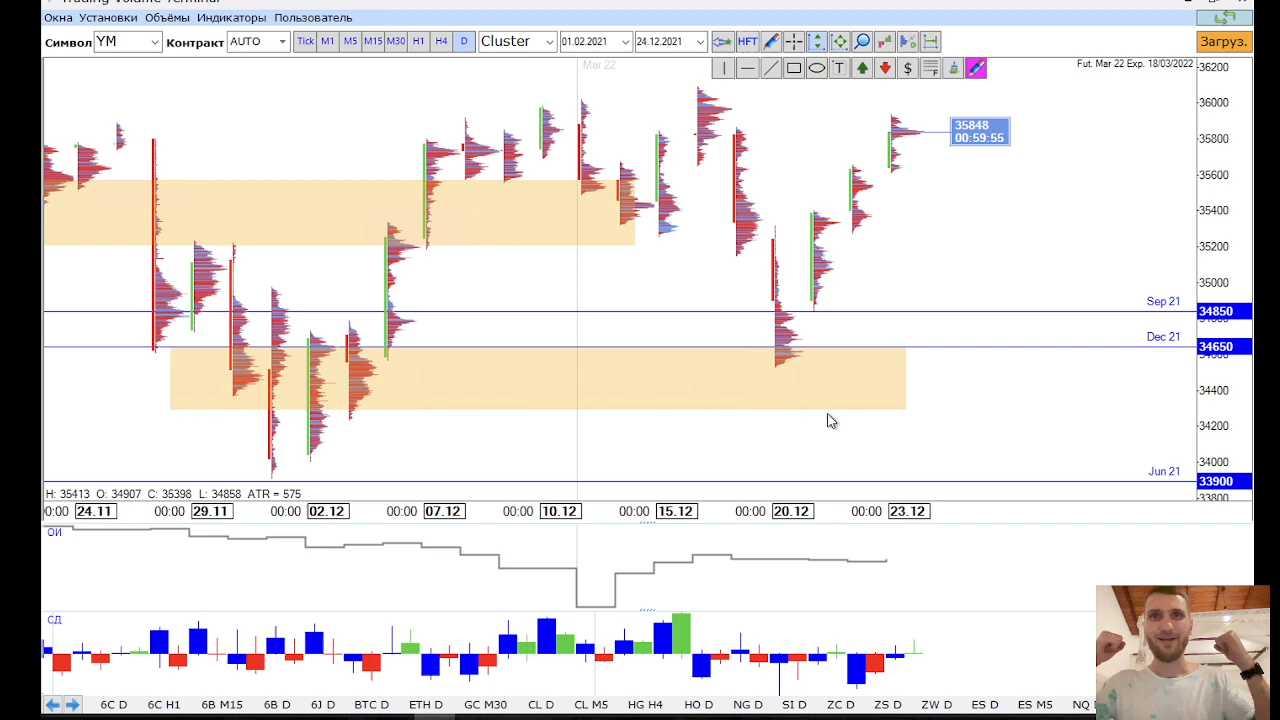 Trading Volume Terminal
Окна Установки Объёмы Индикаторы Пользователь
Символ YM Контракт AUTO Tick M1 M5 M15 M30 H1 H4 D Cluster 01.02.2021 24.12.2021 HFT Загруз.
T $ F
Mar 22
Fut. Mar 22 Exp. 18/03/2022
36200
36000
35848
00:59:55
35800
35600
35400
35200
35000
Sep 21
34850
Dec 21
34650
34400
34200
34000
Jun 21
33900
33800
H: 35413 O: 34907 C: 35398 L: 34858 ATR = 575
00:00 24.11 00:00 29.11 00:00 02.12 00:00 07.12 00:00 10.12 00:00 15.12 00:00 20.12 00:00 23.12
ОИ
СД
6C D 6C H1 6B M15 6B D 6J D BTC D ETH D GC M30 CL D CL M5 HG H4 HO D NG D SI D ZC D ZS D ZW D ES D ES M5 NQ